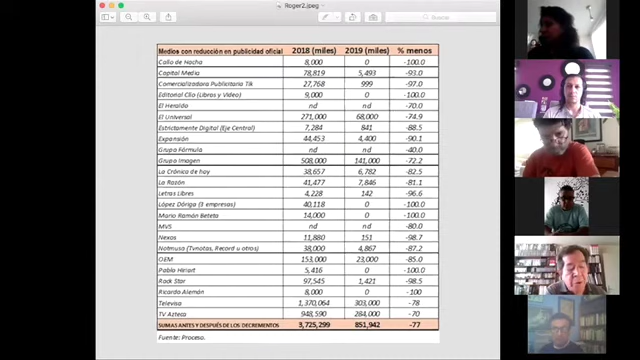 Roger2.jpeg
Buscar
Medios con reducción en publicidad oficial 2018 (miles) 2019 (miles) % menos
Callo de Hacha 8,000 0 -100.0
Capital Media 78,819 5,493 -93.0
Comercializadora Publicitaria Tik 27,768 999 -97.0
Editorial Clío (Libros y Video) 9,000 0 -100.0
El Heraldo nd nd -70.0
El Universal 271,000 68,000 -74.9
Estrictamente Digital (Eje Central) 7,284 841 -88.5
Expansión 44,453 4,400 -90.1
Grupo Fórmula nd nd -40.0
Grupo Imagen 508,000 141,000 -72.2
La Crónica de hoy 38,657 6,782 -82.5
La Razón 41,477 7,846 -81.1
Letras Libres 4,228 142 -96.6
López Dóriga (3 empresas) 40,118 0 -100.0
Mario Ramón Beteta 14,000 0 -100.0
MVS nd nd -80.0
Nexos 11,880 151 -98.7
Notmusa (Tvnotas, Record u otros) 38,000 4,867 -87.2
OEM 153,000 23,000 -85.0
Pablo Hiriart 5,416 0 -100.0
Rack Star 97,545 1,421 -98.5
Ricardo Alemán 8,000 0 -100
Televisa 1,370,064 303,000 -78
TV Azteca 948,590 284,000 -70
SUMAS ANTES Y DESPUÉS DE LOS DECREMENTOS 3,725,299 851,942 -77
Fuente: Proceso.